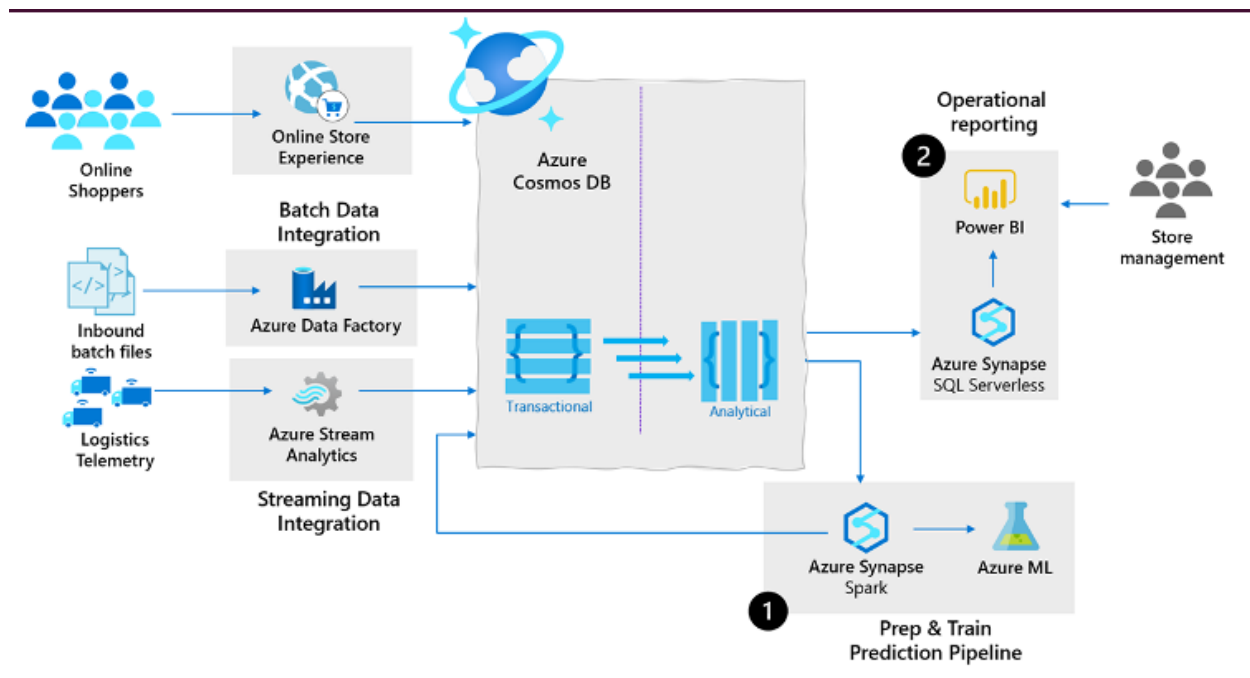 Online
Shoppers
Online Store
Experience
Batch Data
Integration
Inbound
batch files
Azure Data Factory
Logistics
Telemetry
Azure Stream
Analytics
Streaming Data
Integration
Azure
Cosmos DB
Transactional
Analytical
Operational
reporting
2
Power BI
Azure Synapse
SQL Serverless
Store
management
Azure Synapse
Spark
Azure ML
1
Prep & Train
Prediction Pipeline